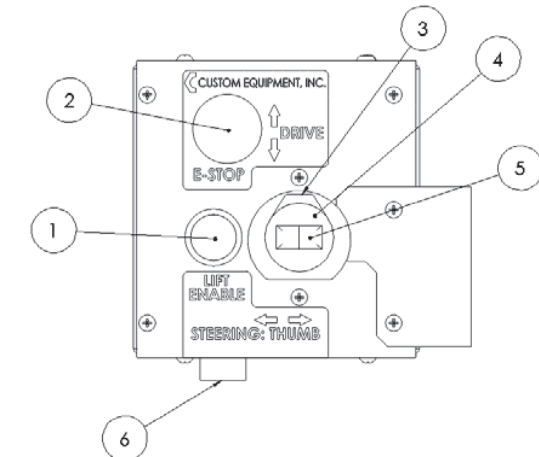 3
4
2
CUSTOM EQUIPMENT, INC.
DRIVE
E-STOP
5
1
LIFT
ENABLE
STEERING: THUMB
6